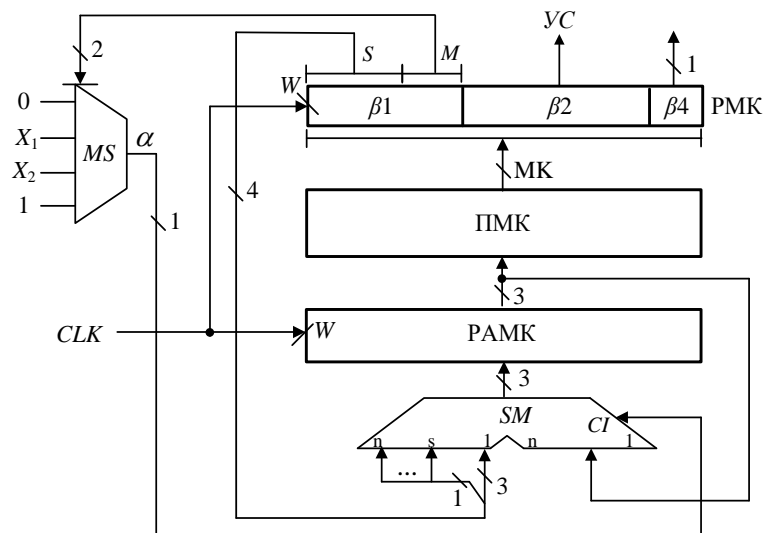 УС
2 S M 1
W β1 β2 β4 РМК
0
X₁
MS α
X₂ МК
1 1 4
ПМК
3
CLK W РАМК
3
SM CI
n s 1 n 1
... 1 3